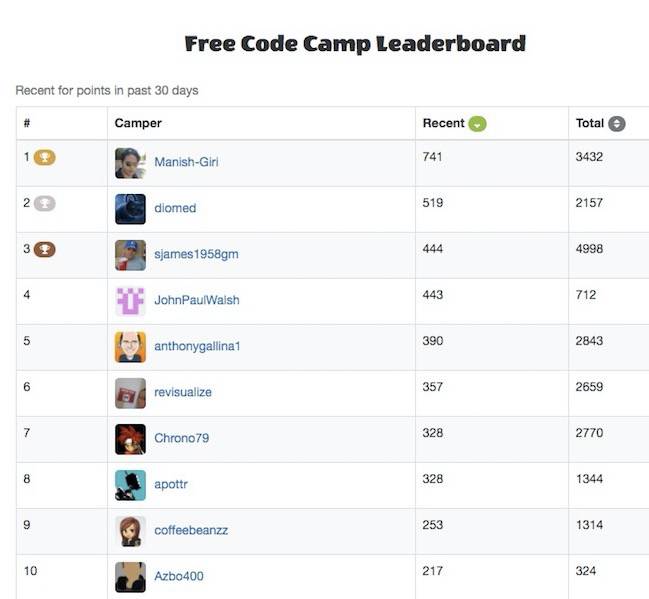 Free Code Camp Leaderboard
Recent for points in past 30 days
# Camper Recent Total
1 Manish-Giri 741 3432
2 diomed 519 2157
3 sjames1958gm 444 4998
4 JohnPaulWalsh 443 712
5 anthonygallina1 390 2843
6 revisualize 357 2659
7 Chrono79 328 2770
8 apottr 328 1344
9 coffeebeanzz 253 1314
10 Azbo400 217 324